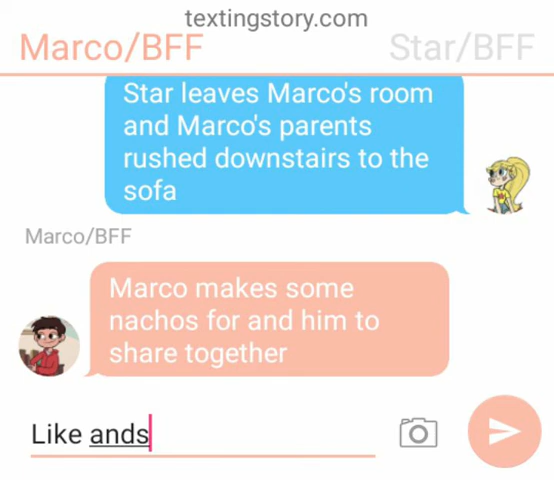 textingstory.com
Marco/BFF
Star/BFF
Star leaves Marco's room
and Marco's parents
rushed downstairs to the
sofa
Marco/BFF
Marco makes some
nachos for and him to
share together
Like ands